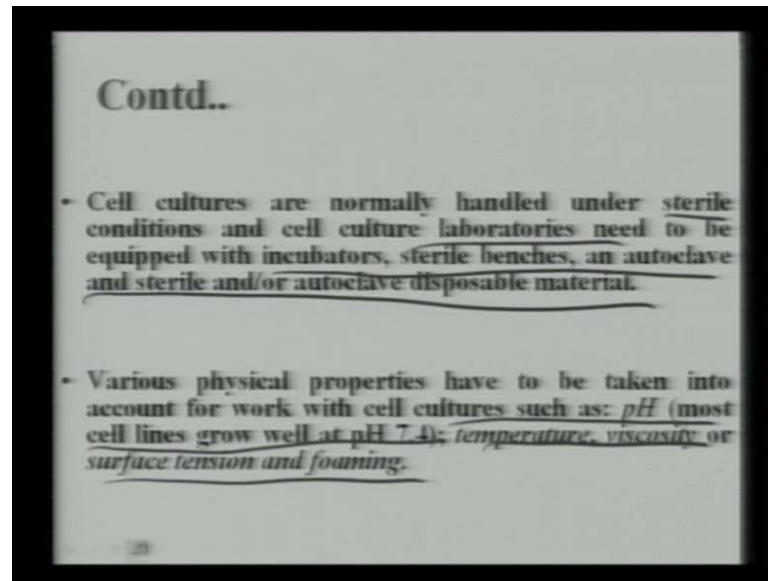 Contd..
• Cell cultures are normally handled under sterile
conditions and cell culture laboratories need to be
equipped with incubators, sterile benches, an autoclave
and sterile and/or autoclave disposable material.
• Various physical properties have to be taken into
account for work with cell cultures such as: pH (most
cell lines grow well at pH 7.4); temperature, viscosity or
surface tension and foaming.